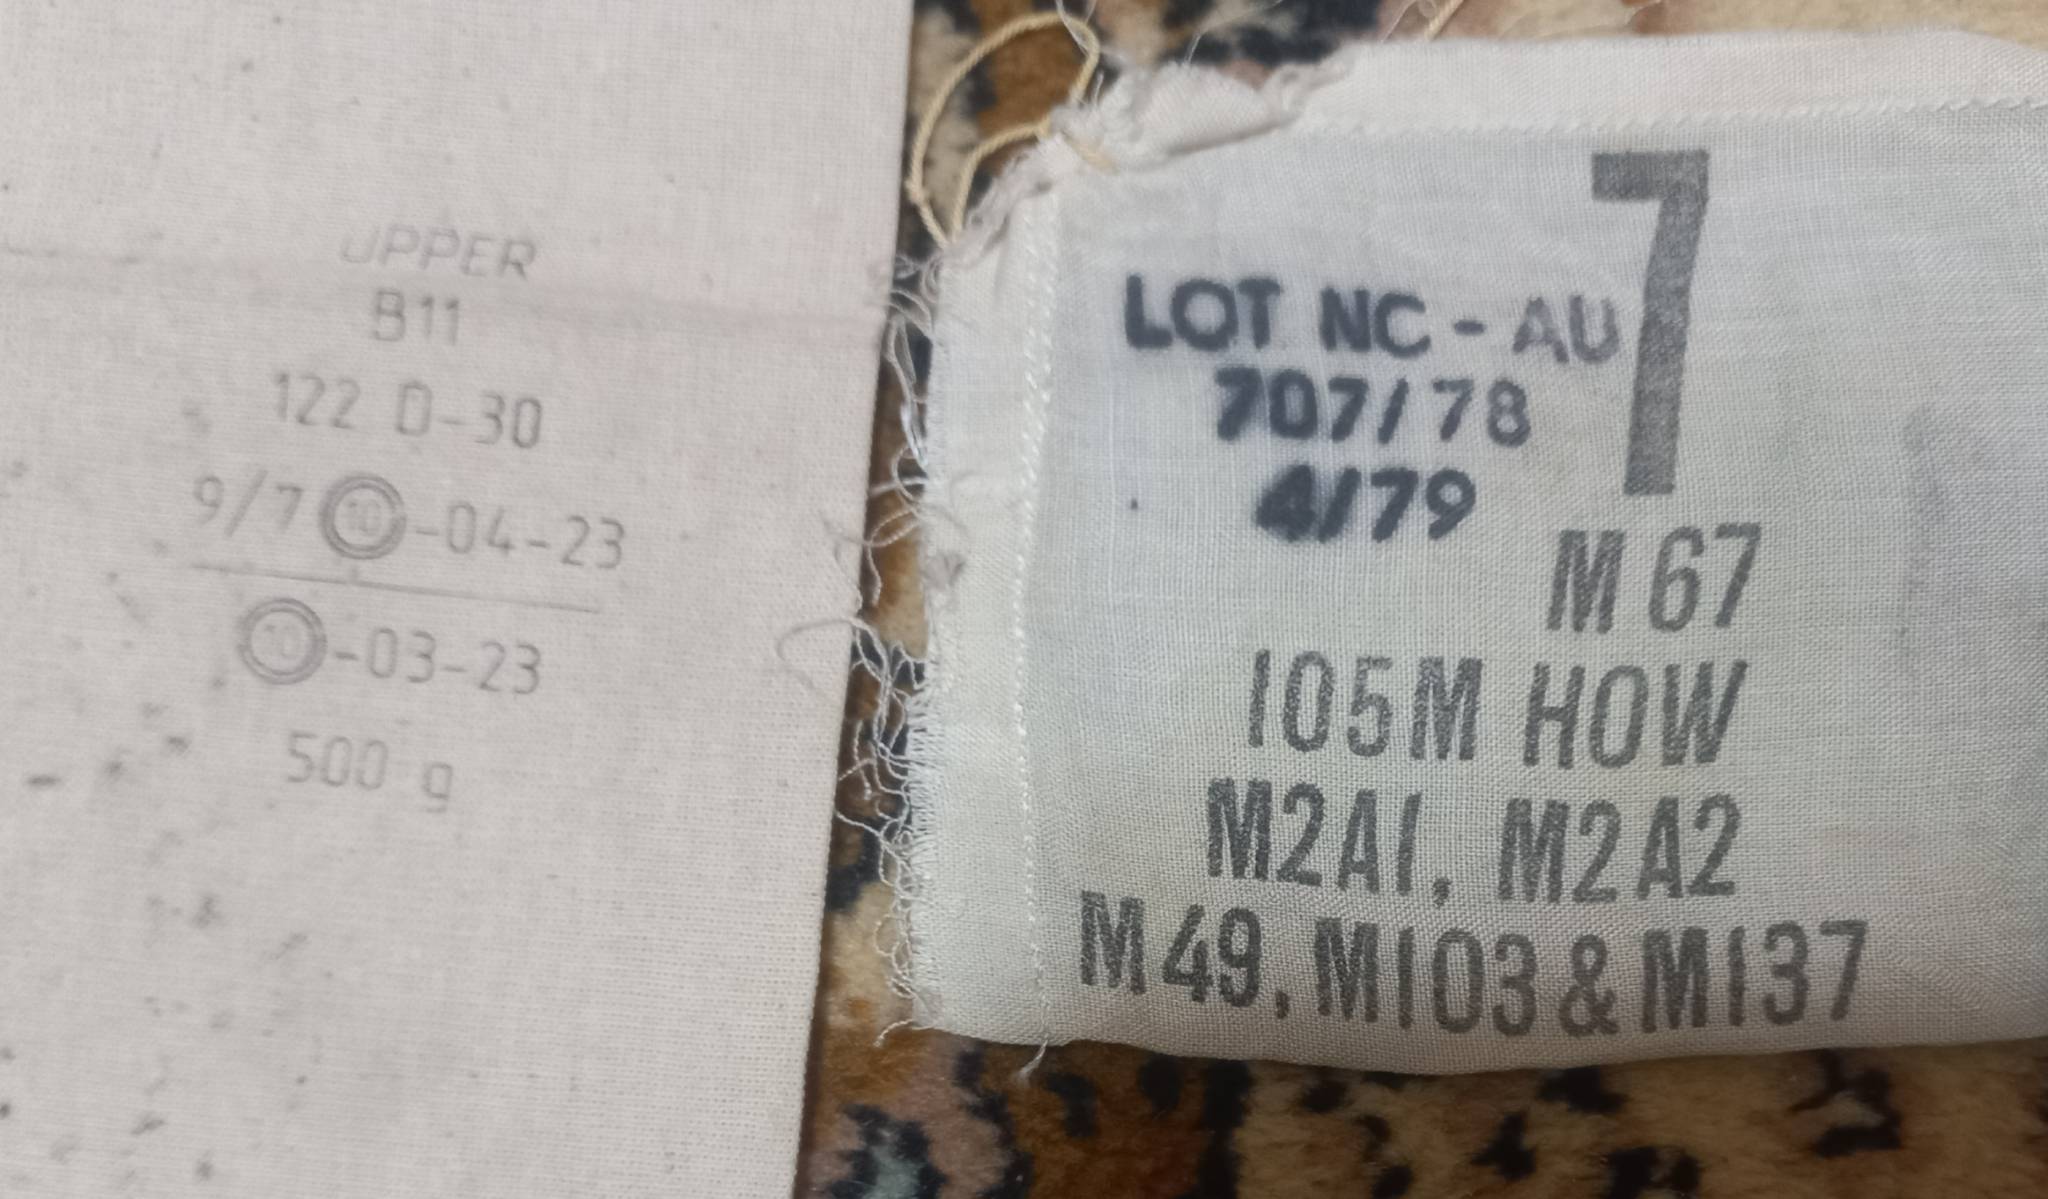 UPPER
B11
122 D-30
9/7 10-04-23
10-03-23
500 g
7
LOT NC - AU
707/78
4/79
M 67
105M HOW
M2A1, M2A2
M49, M103 & M137